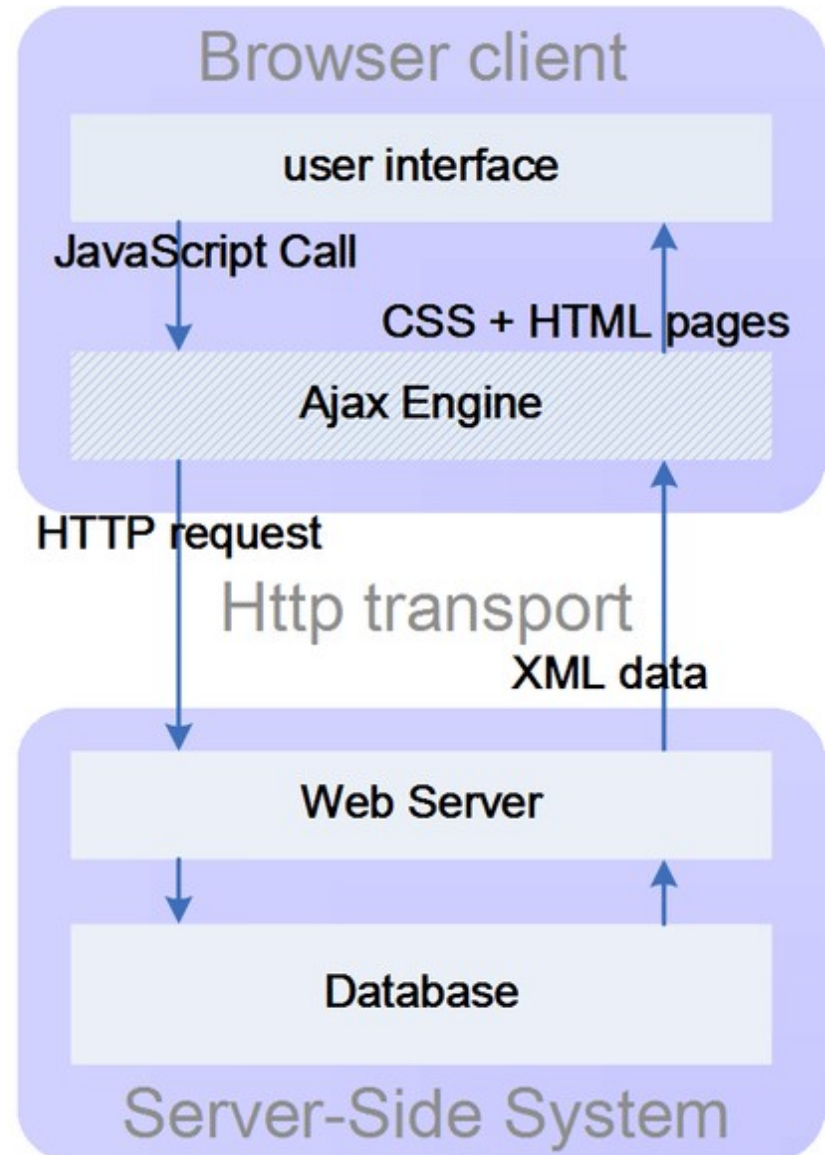 Browser client
user interface
JavaScript Call
CSS + HTML pages
Ajax Engine
HTTP request
Http transport
XML data
Web Server
Database
Server-Side System